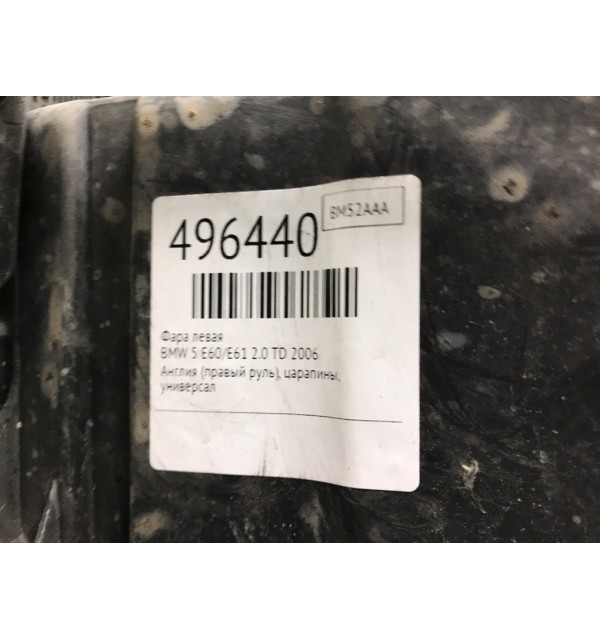 BM52AAA
496440
Фара левая
BMW 5 E60/E61 2.0 TD 2006
Англия (правый руль), царапины,
универсал